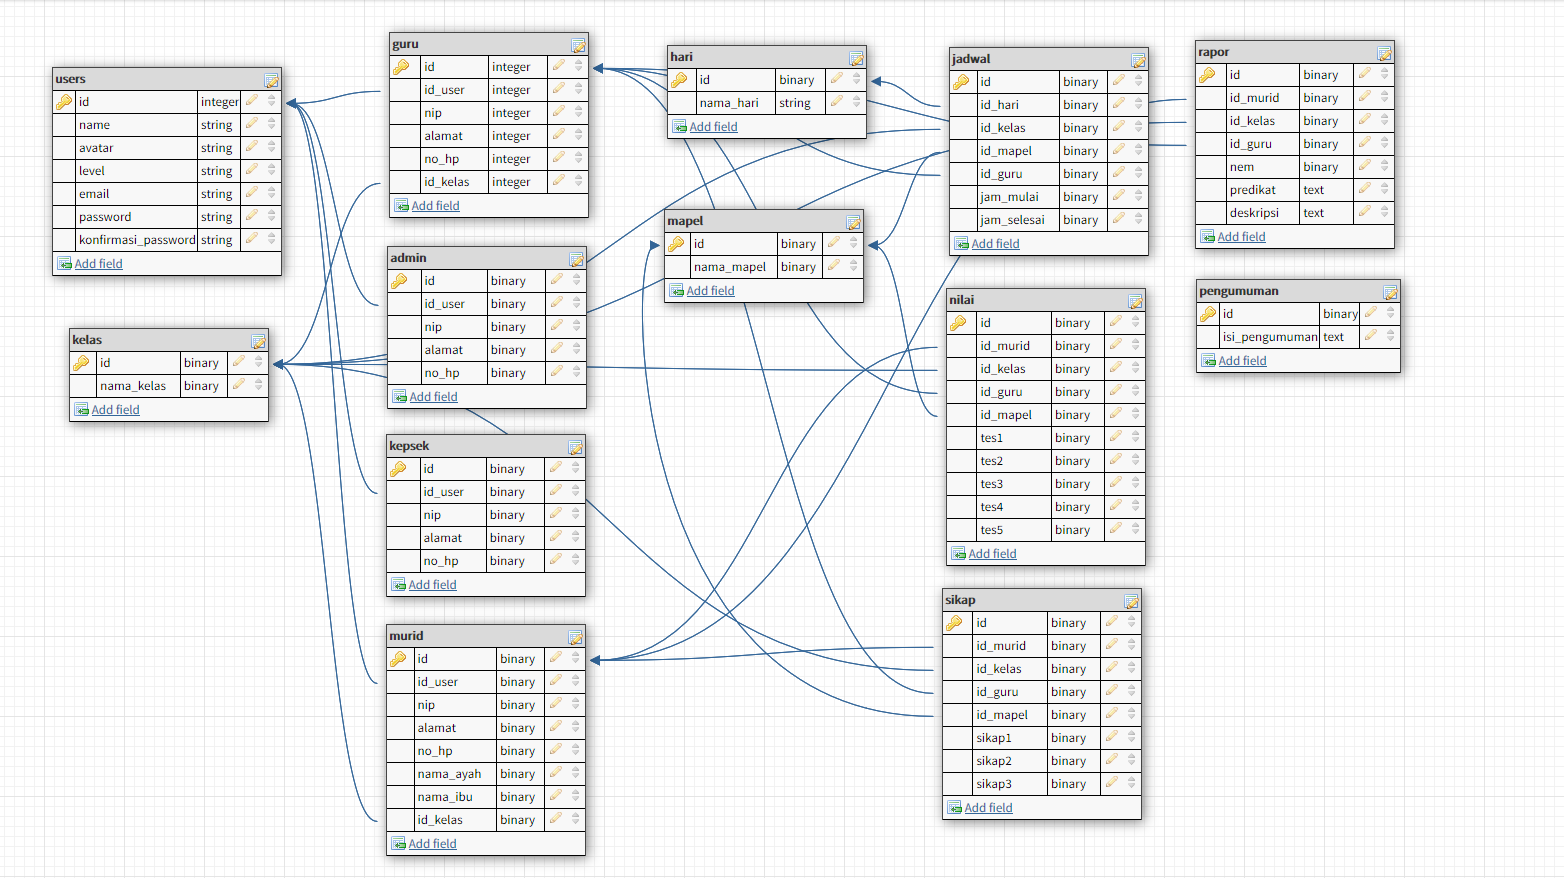 users
id integer
name string
avatar string
level string
email string
password string
konfirmasi_password string
Add field
kelas
id binary
nama_kelas binary
Add field
guru
id integer
id_user integer
nip integer
alamat integer
no_hp integer
id_kelas integer
Add field
admin
id binary
id_user binary
nip binary
alamat binary
no_hp binary
Add field
kepsek
id binary
id_user binary
nip binary
alamat binary
no_hp binary
Add field
murid
id binary
id_user binary
nip binary
alamat binary
no_hp binary
nama_ayah binary
nama_ibu binary
id_kelas binary
Add field
hari
id binary
nama_hari string
Add field
mapel
id binary
nama_mapel binary
Add field
jadwal
id binary
id_hari binary
id_kelas binary
id_mapel binary
id_guru binary
jam_mulai binary
jam_selesai binary
Add field
nilai
id binary
id_murid binary
id_kelas binary
id_guru binary
id_mapel binary
tes1 binary
tes2 binary
tes3 binary
tes4 binary
tes5 binary
Add field
sikap
id binary
id_murid binary
id_kelas binary
id_guru binary
id_mapel binary
sikap1 binary
sikap2 binary
sikap3 binary
Add field
rapor
id binary
id_murid binary
id_kelas binary
id_guru binary
nem binary
predikat text
deskripsi text
Add field
pengumuman
id binary
isi_pengumuman text
Add field